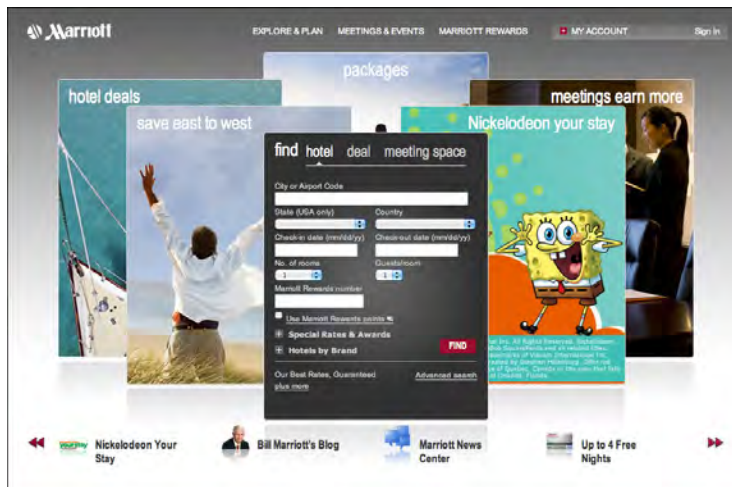 Marriott
EXPLORE & PLAN MEETINGS & EVENTS MARRIOTT REWARDS MY ACCOUNT Sign In
packages
hotel deals
meetings earn more
save east to west
Nickelodeon your stay
find hotel deal meeting space
City or Airport Code
State (USA only) Country
Check-in date (mm/dd/yy) Check-out date (mm/dd/yy)
No. of rooms Guests/room
1 1
Marriott Rewards number
Use Marriott Rewards points
Special Rates & Awards
Hotels by Brand
FIND
Our Best Rates, Guaranteed
plus more
Advanced search
Nickelodeon Your
Stay
Bill Marriott's Blog
Marriott News
Center
Up to 4 Free
Nights